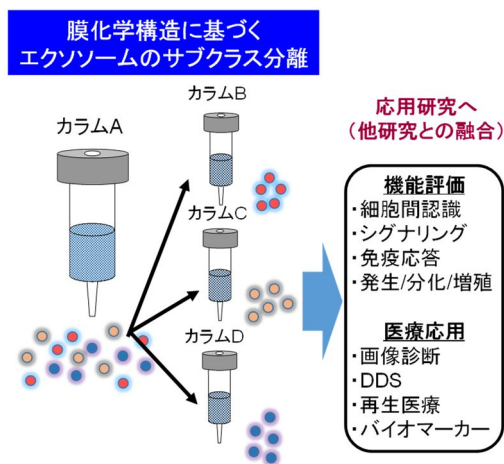 膜化学構造に基づく
エクソソームのサブクラス分離
カラムA
カラムB
カラムC
カラムD
応用研究へ
（他研究との融合）
機能評価
・細胞間認識
・シグナリング
・免疫応答
・発生/分化/増殖
医療応用
・画像診断
・DDS
・再生医療
・バイオマーカー